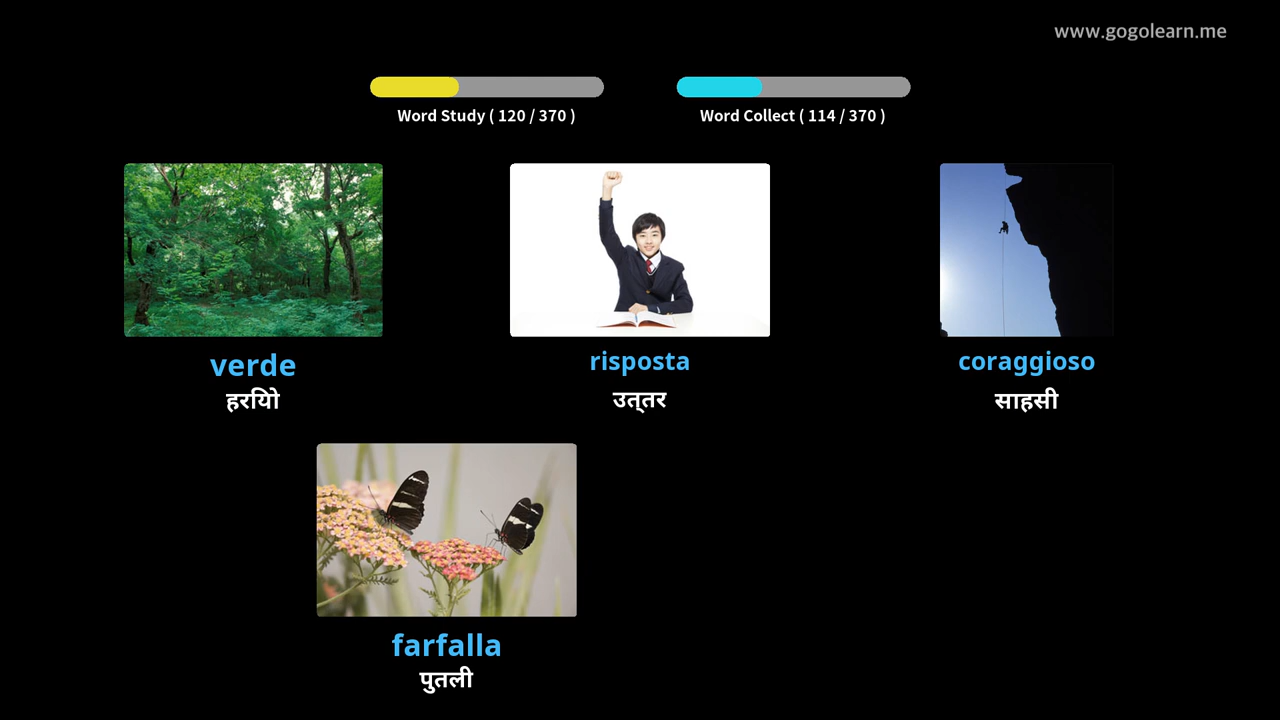 www.gogolearn.me
Word Study ( 120 / 370 )
Word Collect ( 114 / 370 )
verde
risposta
coraggioso
हरियो
उत्तर
साहसी
farfalla
पुतली